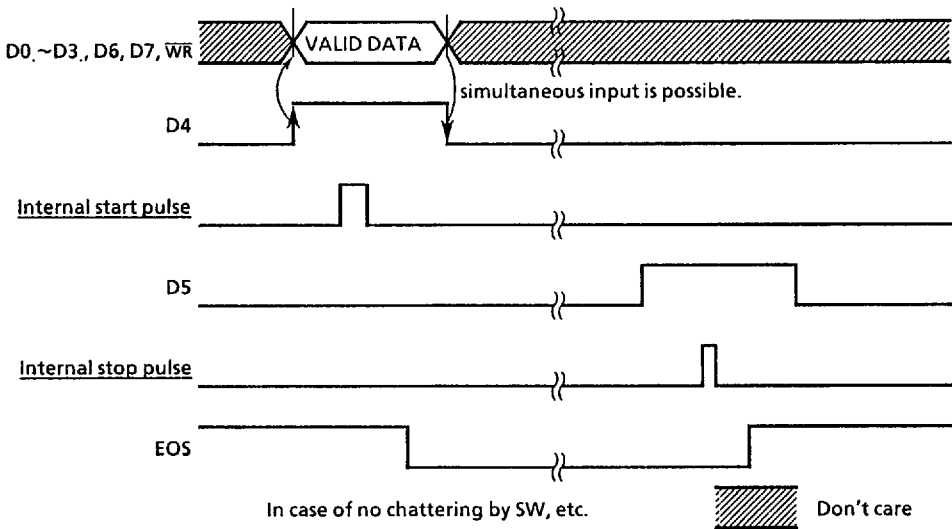 D0.~D3., D6, D7, W̅R̅
VALID DATA
simultaneous input is possible.
D4
Internal start pulse
D5
Internal stop pulse
EOS
In case of no chattering by SW, etc.
Don't care